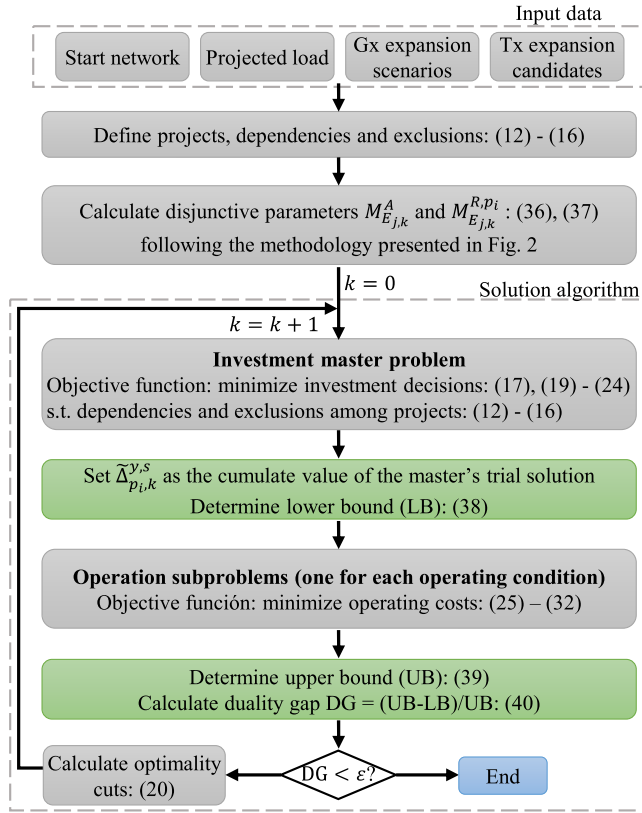 Input data
Start network
Projected load
Gx expansion
scenarios
Tx expansion
candidates
Define projects, dependencies and exclusions: (12) - (16)
Calculate disjunctive parameters $M_{E_{j,k}}^{A}$ and $M_{E_{j,k}}^{R,p_i}$ : (36), (37)
following the methodology presented in Fig. 2
k = 0
Solution algorithm
k = k + 1
Investment master problem
Objective function: minimize investment decisions: (17), (19) - (24)
s.t. dependencies and exclusions among projects: (12) - (16)
Set $\widetilde{\Delta}_{p_i,k}^{y,s}$ as the cumulate value of the master's trial solution
Determine lower bound (LB): (38)
Operation subproblems (one for each operating condition)
Objective función: minimize operating costs: (25) – (32)
Determine upper bound (UB): (39)
Calculate duality gap DG = (UB-LB)/UB: (40)
Calculate optimality
cuts: (20)
DG < ε?
End